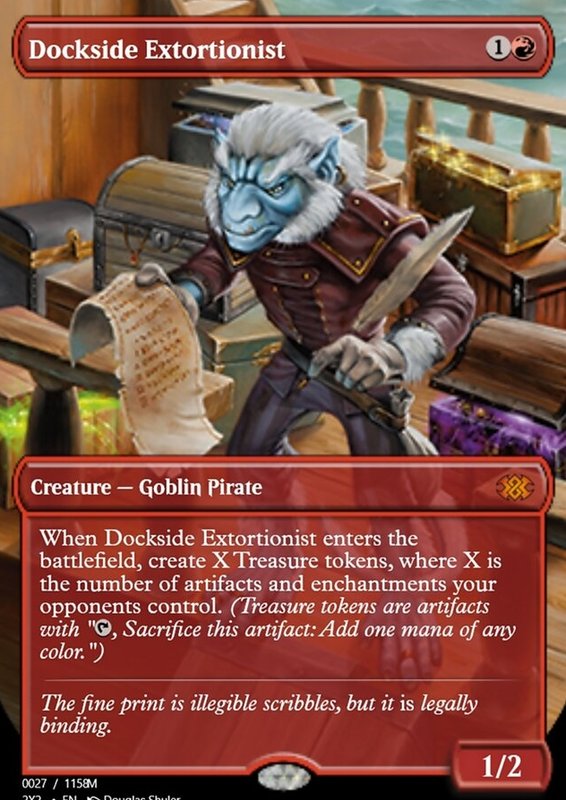 Dockside Extortionist
1
Creature — Goblin Pirate
When Dockside Extortionist enters the
battlefield, create X Treasure tokens, where X is
the number of artifacts and enchantments your
opponents control. (Treasure tokens are artifacts
with ", Sacrifice this artifact: Add one mana of any
color.")
The fine print is illegible scribbles, but it is legally
binding.
1/2
0027 / 1158M
2X2 • EN Douglas Shuler